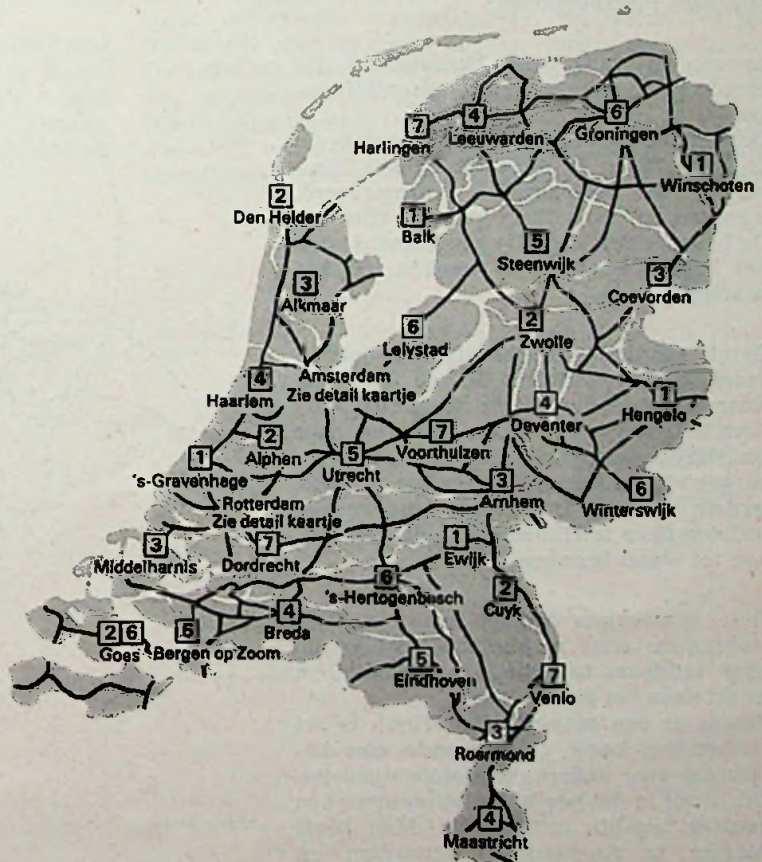 4
6
7
Leeuwarden
Groningen
Harlingen
1
Winschoten
2
Den Helder
1
Balk
5
Steenwijk
3
Alkmaar
3
Coevorden
6
Lelystad
2
Zwolle
4
Haarlem
Amsterdam
Zie detail kaartje
1
Hengelo
4
Deventer
2
Alphen
7
Voorthuizen
5
Utrecht
1
's-Gravenhage
3
Arnhem
6
Winterswijk
Rotterdam
Zie detail kaartje
3
Middelharnis
7
Dordrecht
1
Ewijk
6
's-Hertogenbosch
2
Cuyk
4
Breda
2 6
Goes
5
Bergen op Zoom
5
Eindhoven
7
Venlo
3
Roermond
4
Maastricht